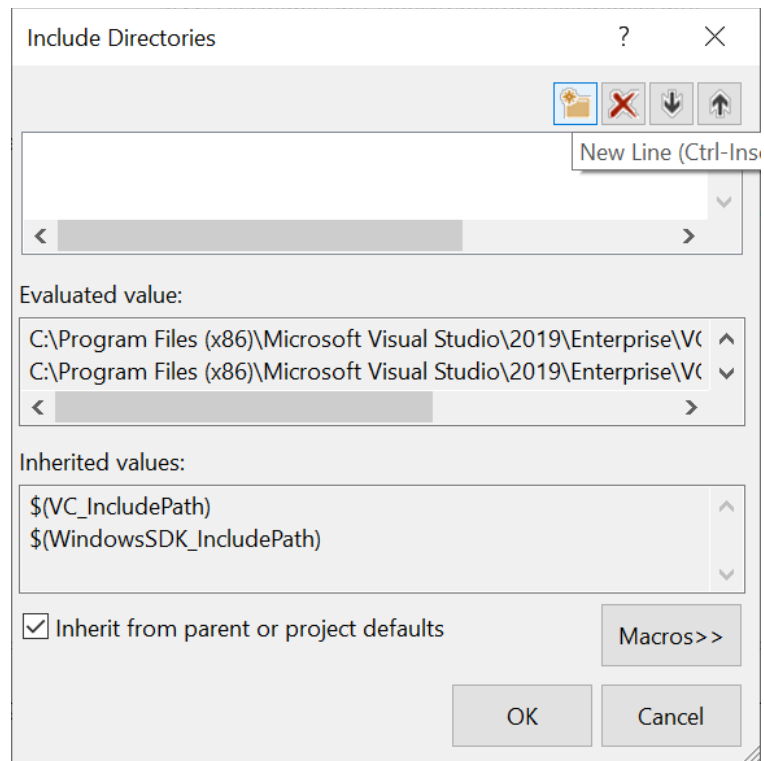 Include Directories
?
New Line (Ctrl-Ins
Evaluated value:
C:\Program Files (x86)\Microsoft Visual Studio\2019\Enterprise\V
C:\Program Files (x86)\Microsoft Visual Studio\2019\Enterprise\V
Inherited values:
$(VC_IncludePath)
$(WindowsSDK_IncludePath)
Inherit from parent or project defaults
Macros>>
OK
Cancel